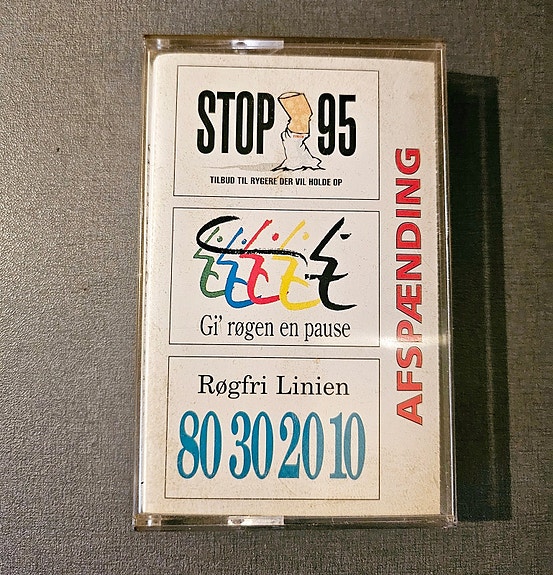 STOP 95
TILBUD TIL RYGERE DER VIL HOLDE OP
Gi' røgen en pause
Røgfri Linien
80 30 20 10
AFSPÆNDING